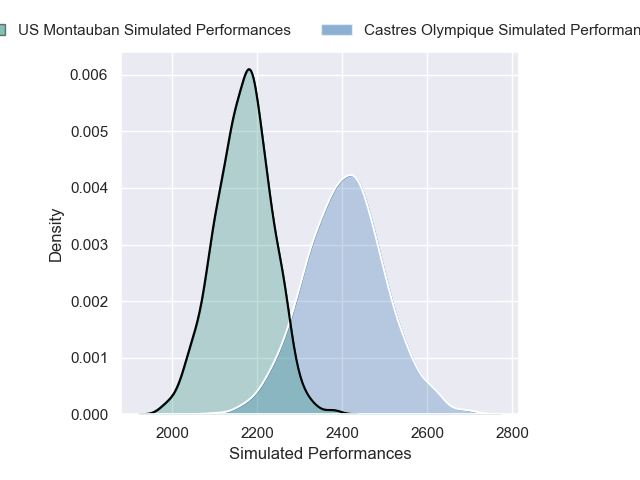 US Montauban Simulated Performances
Castres Olympique Simulated Performan
0.006
0.005
0.004
0.003
0.002
0.001
0.000
Density
2000 2200 2400 2600 2800
Simulated Performances